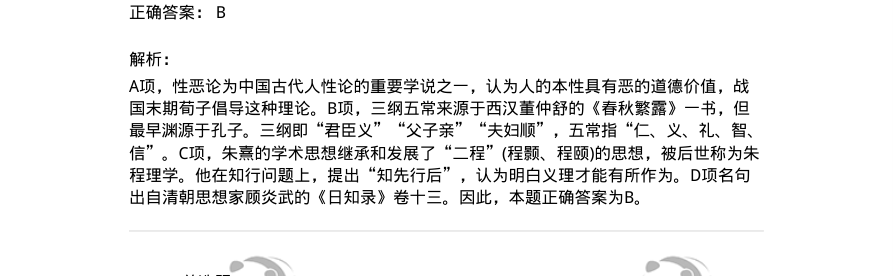 正确答案： B
解析：
A项，性恶论为中国古代人性论的重要学说之一，认为人的本性具有恶的道德价值，战
国末期荀子倡导这种理论。B项，三纲五常来源于西汉董仲舒的《春秋繁露》一书，但
最早渊源于孔子。三纲即“君臣义”“父子亲”“夫妇顺”，五常指“仁、义、礼、智、
信”。C项，朱熹的学术思想继承和发展了“二程”(程颢、程颐)的思想，被后世称为朱
程理学。他在知行问题上，提出“知先行后”，认为明白义理才能有所作为。D项名句
出自清朝思想家顾炎武的《日知录》卷十三。因此，本题正确答案为B。